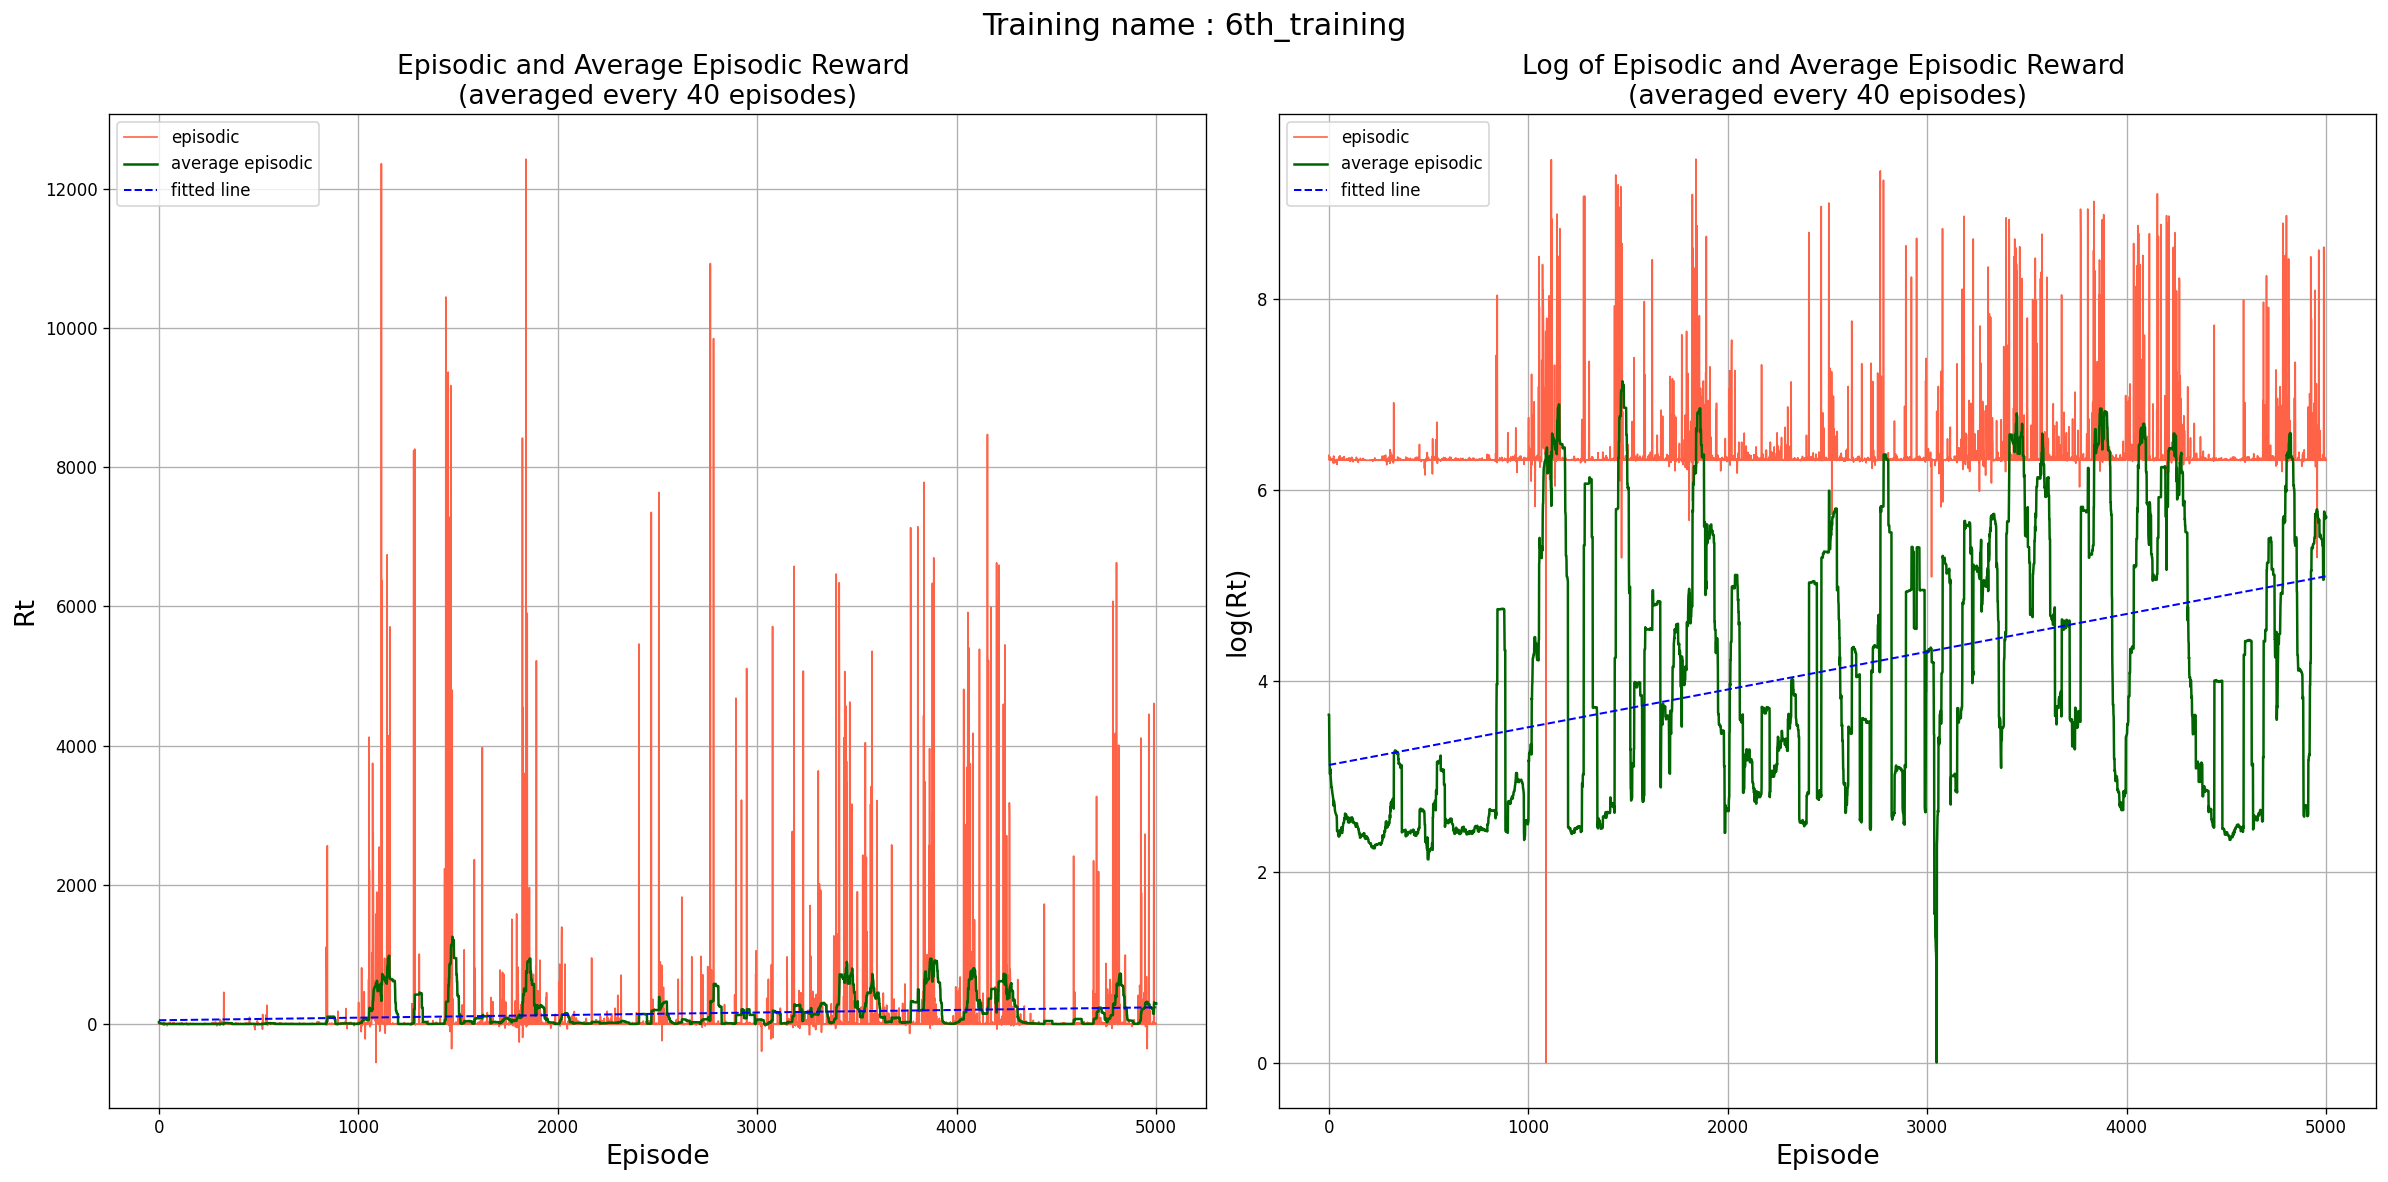 Training name : 6th_training
Episodic and Average Episodic Reward
(averaged every 40 episodes)
episodic
average episodic
fitted line
12000
10000
8000
6000
4000
2000
0
Rt
0 1000 2000 3000 4000 5000
Episode
Log of Episodic and Average Episodic Reward
(averaged every 40 episodes)
episodic
average episodic
fitted line
8
6
4
2
0
log(Rt)
0 1000 2000 3000 4000 5000
Episode